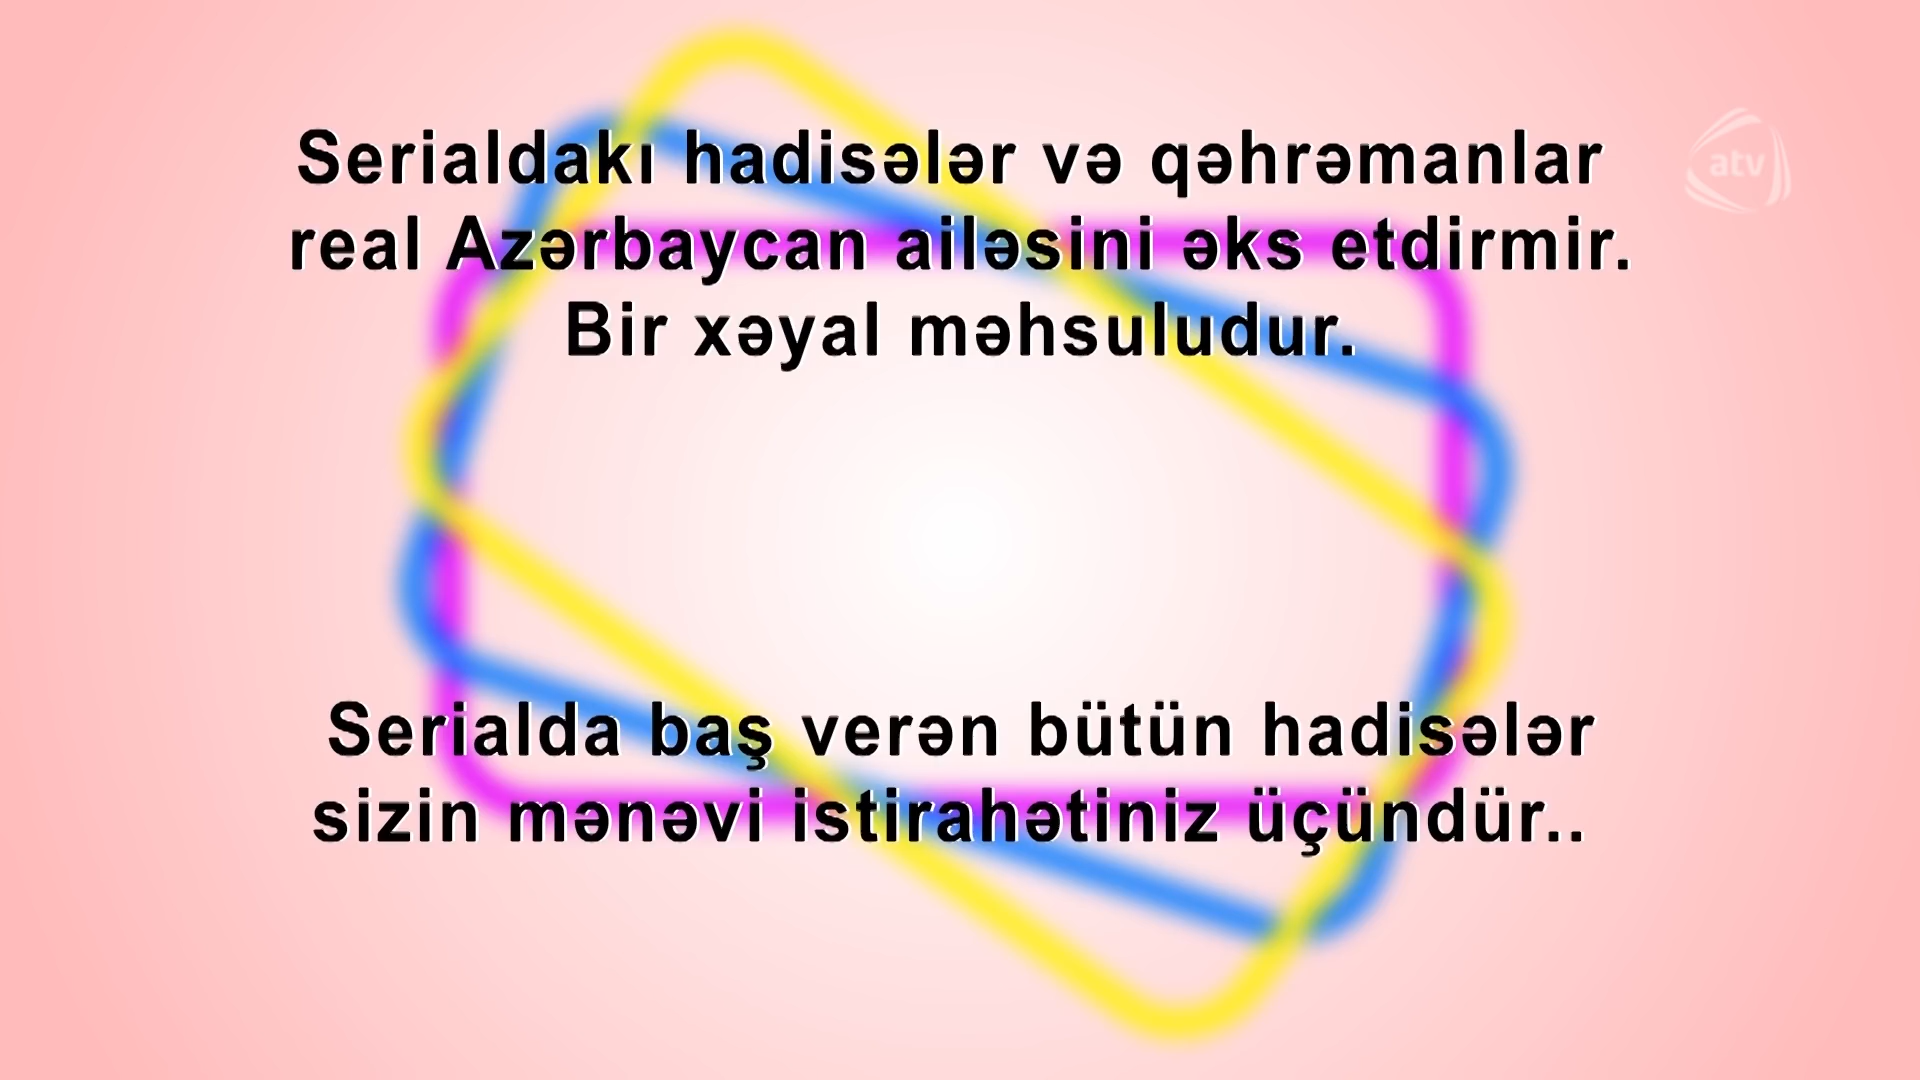 Serialdakı hadisələr və qəhrəmanlar
real Azərbaycan ailəsini əks etdirmir.
Bir xəyal məhsuludur.
Serialda baş verən bütün hadisələr
sizin mənəvi istirahətiniz üçündür..
atv